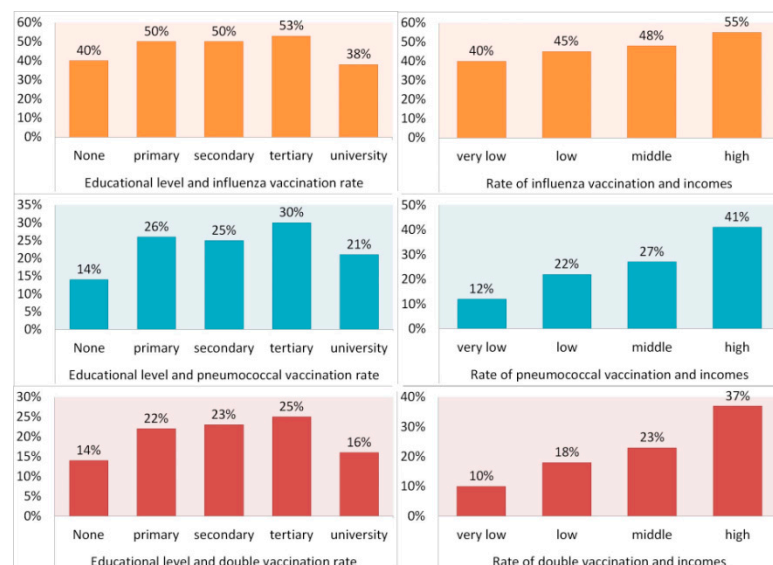 60%
50%
40%
30%
20%
10%
0%
40%
50%
50%
53%
38%
None
primary
secondary
tertiary
university
Educational level and influenza vaccination rate
60%
50%
40%
30%
20%
10%
0%
40%
45%
48%
55%
very low
low
middle
high
Rate of influenza vaccination and incomes
35%
30%
25%
20%
15%
10%
5%
0%
14%
26%
25%
30%
21%
None
primary
secondary
tertiary
university
Educational level and pneumococcal vaccination rate
50%
40%
30%
20%
10%
0%
12%
22%
27%
41%
very low
low
middle
high
Rate of pneumococcal vaccination and incomes
30%
25%
20%
15%
10%
5%
0%
14%
22%
23%
25%
16%
None
primary
secondary
tertiary
university
Educational level and double vaccination rate
40%
30%
20%
10%
0%
10%
18%
23%
37%
very low
low
middle
high
Rate of double vaccination and incomes